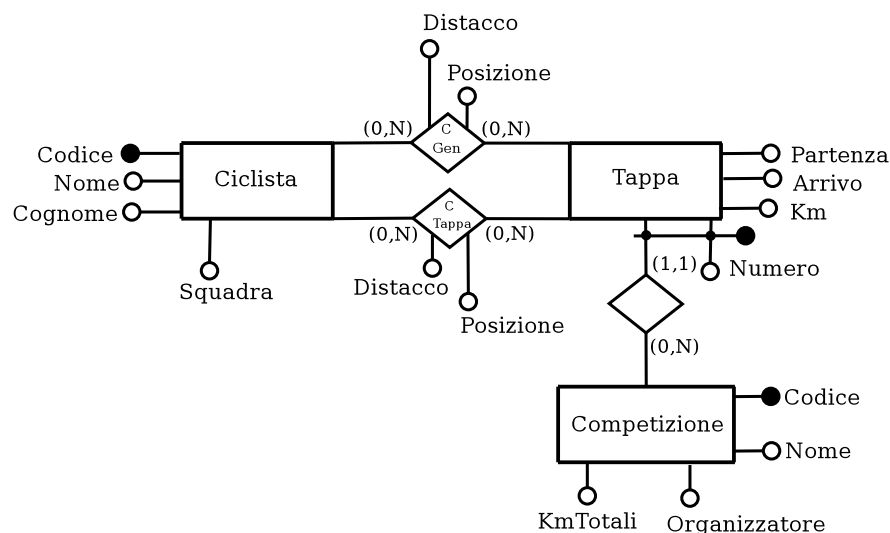 Distacco
Posizione
(0,N)
C
Gen
(0,N)
Codice
Nome
Cognome
Ciclista
Tappa
Partenza
Arrivo
Km
(0,N)
C
Tappa
(0,N)
Squadra
Distacco
Posizione
(1,1)
Numero
(0,N)
Competizione
Codice
Nome
KmTotali
Organizzatore